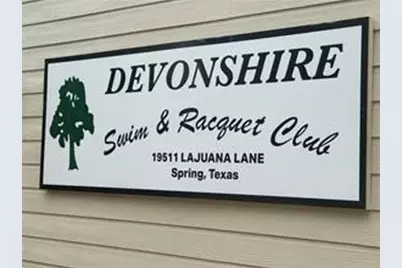 DEVONSHIRE
Swim & Racquet Club
19511 LAJUANA LANE
Spring, Texas